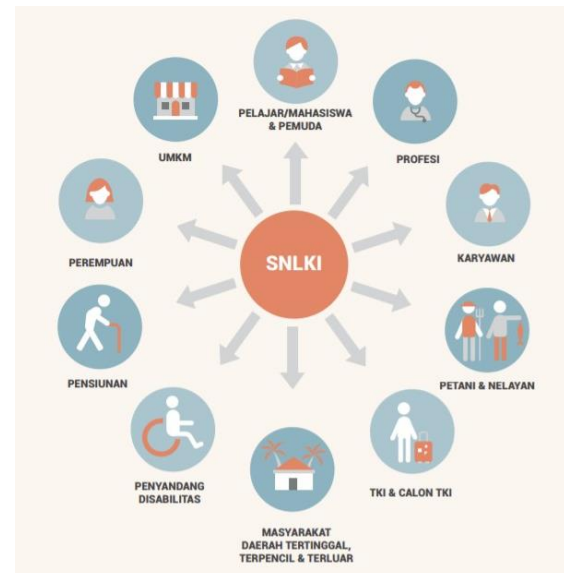 PELAJAR/MAHASISWA
& PEMUDA
PROFESI
KARYAWAN
PETANI & NELAYAN
TKI & CALON TKI
MASYARAKAT
DAERAH TERTINGGAL,
TERPENCIL & TERLUAR
PENYANDANG
DISABILITAS
PENSIUNAN
PEREMPUAN
UMKM
SNLKI